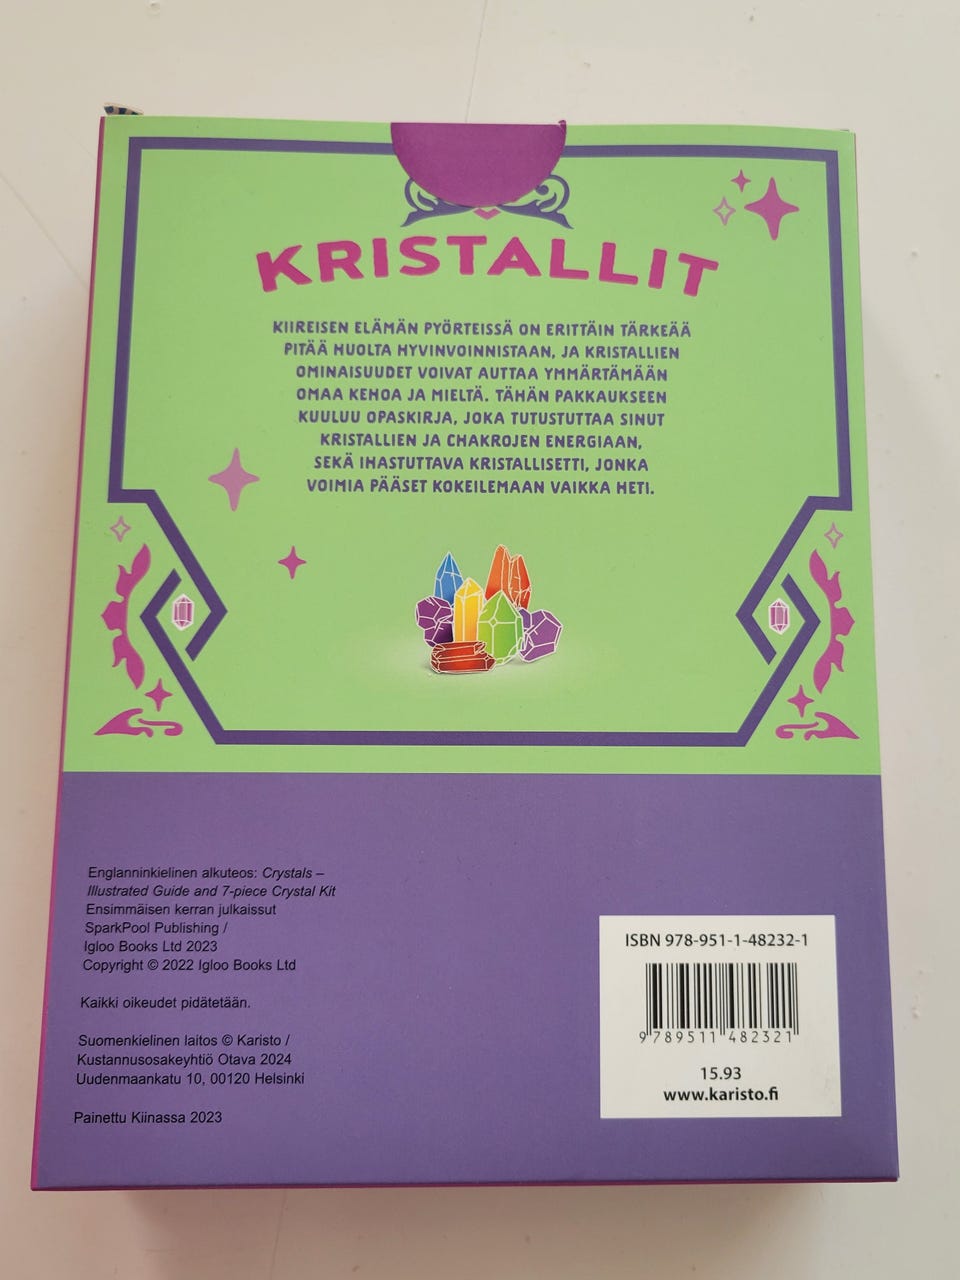 KRISTALLIT
KIIREISEN ELÄMÄN PYÖRTEISSÄ ON ERITTÄIN TÄRKEÄÄ
PITÄÄ HUOLTA HYVINVOINNISTAAN, JA KRISTALLIEN
OMINAISUUDET VOIVAT AUTTAA YMMÄRTÄMÄÄN
OMAA KEHOA JA MIELTÄ. TÄHÄN PAKKAUKSEEN
KUULUU OPASKIRJA, JOKA TUTUSTUTTAA SINUT
KRISTALLIEN JA CHAKROJEN ENERGIAAN,
SEKÄ IHASTUTTAVA KRISTALLISETTI, JONKA
VOIMIA PÄÄSET KOKEILEMAAN VAIKKA HETI.
Englanninkielinen alkuteos: Crystals –
Illustrated Guide and 7-piece Crystal Kit
Ensimmäisen kerran julkaissut
SparkPool Publishing /
Igloo Books Ltd 2023
Copyright © 2022 Igloo Books Ltd
Kaikki oikeudet pidätetään.
Suomenkielinen laitos © Karisto /
Kustannusosakeyhtiö Otava 2024
Uudenmaankatu 10, 00120 Helsinki
Painettu Kiinassa 2023
ISBN 978-951-1-48232-1
9 789511 482321
15.93
www.karisto.fi